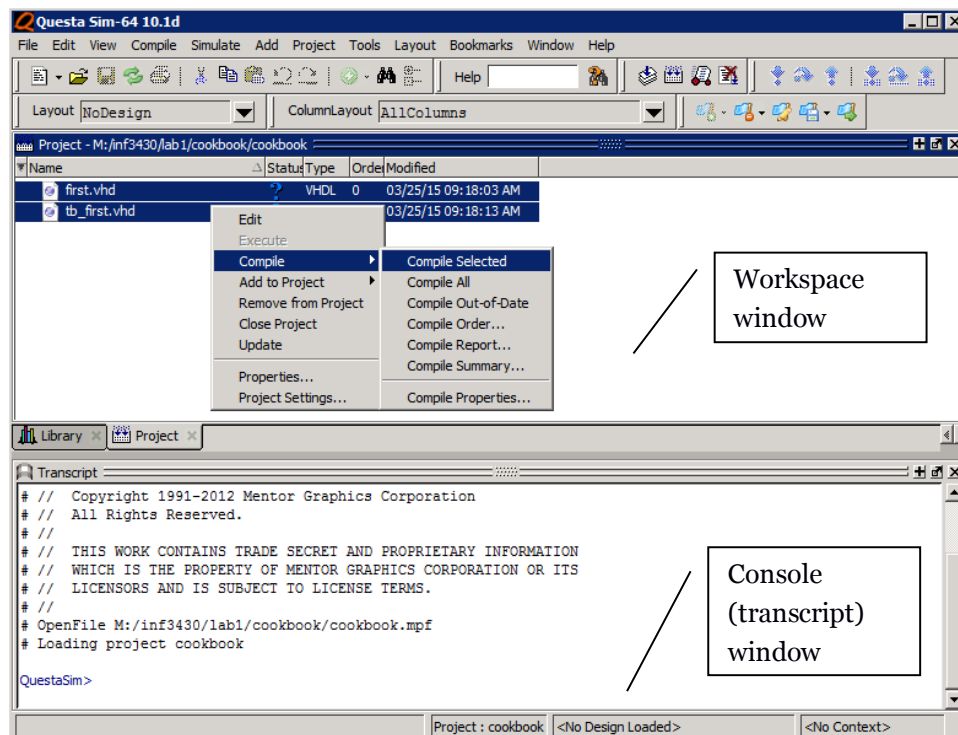 Questa Sim-64 10.1d
File Edit View Compile Simulate Add Project Tools Layout Bookmarks Window Help
Help
Layout NoDesign ColumnLayout AllColumns
Project - M:/inf3430/lab1/cookbook/cookbook
Name Status Type Order Modified
first.vhd ? VHDL 0 03/25/15 09:18:03 AM
tb_first.vhd 03/25/15 09:18:13 AM
Edit
Execute
Compile
Add to Project
Remove from Project
Close Project
Update
Properties...
Project Settings...
Compile Selected
Compile All
Compile Out-of-Date
Compile Order...
Compile Report...
Compile Summary...
Compile Properties...
Workspace
window
Library Project
Transcript
# // Copyright 1991-2012 Mentor Graphics Corporation
# // All Rights Reserved.
# //
# // THIS WORK CONTAINS TRADE SECRET AND PROPRIETARY INFORMATION
# // WHICH IS THE PROPERTY OF MENTOR GRAPHICS CORPORATION OR ITS
# // LICENSORS AND IS SUBJECT TO LICENSE TERMS.
# //
# OpenFile M:/inf3430/lab1/cookbook/cookbook.mpf
# Loading project cookbook
QuestaSim>
Console
(transcript)
window
Project : cookbook <No Design Loaded> <No Context>